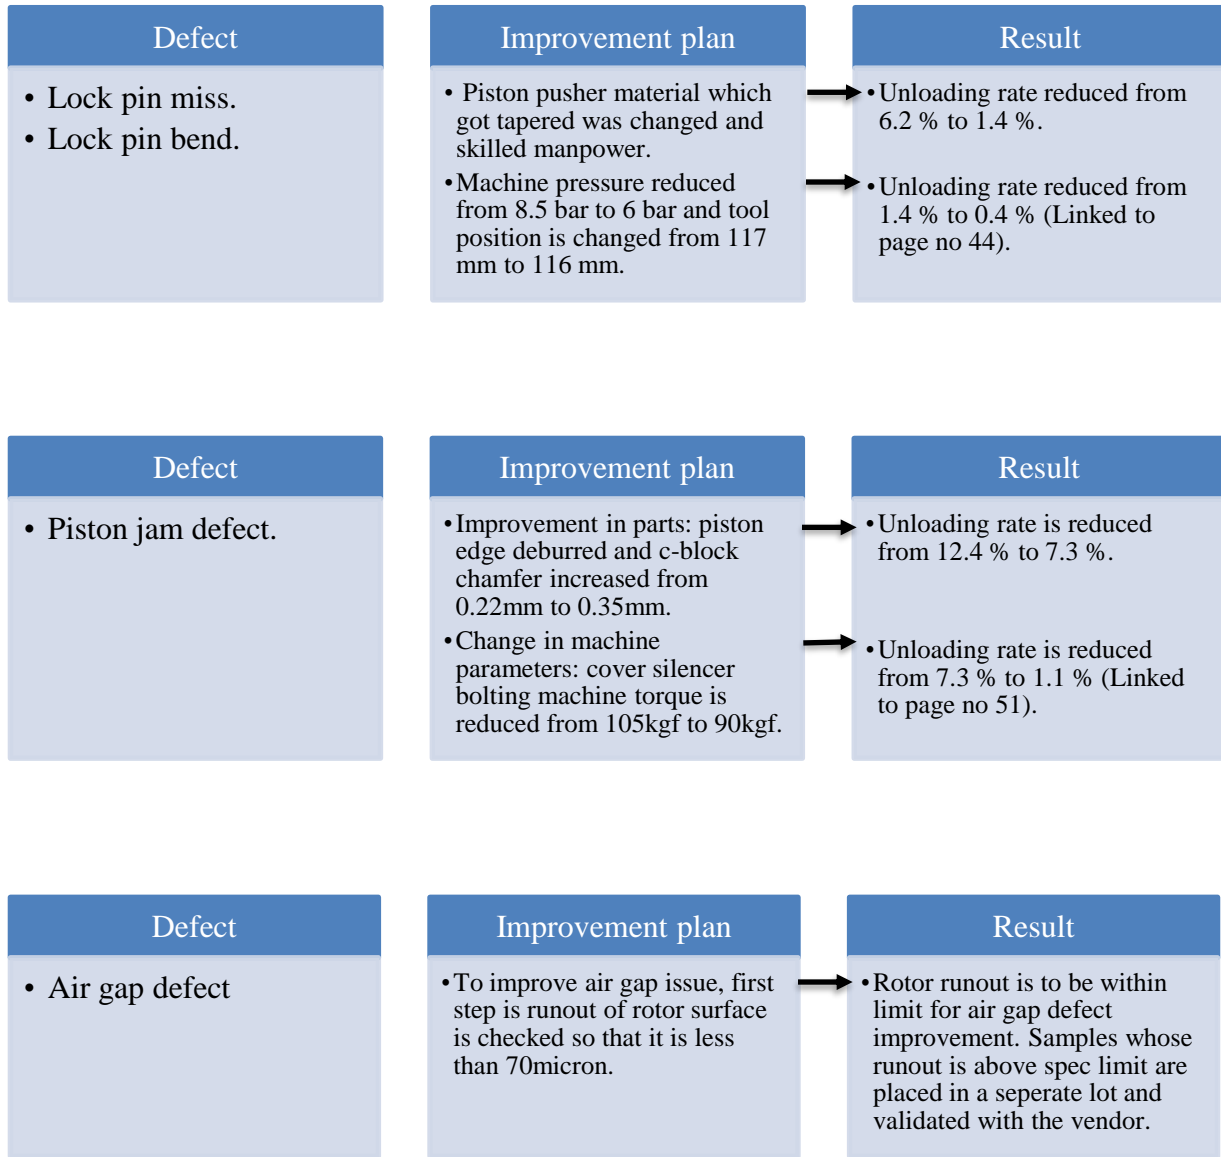 Defect
• Lock pin miss.
• Lock pin bend.
Improvement plan
• Piston pusher material which
got tapered was changed and
skilled manpower.
•Machine pressure reduced
from 8.5 bar to 6 bar and tool
position is changed from 117
mm to 116 mm.
Result
•Unloading rate reduced from
6.2 % to 1.4 %.
•Unloading rate reduced from
1.4 % to 0.4 % (Linked to
page no 44).
Defect
• Piston jam defect.
Improvement plan
•Improvement in parts: piston
edge deburred and c-block
chamfer increased from
0.22mm to 0.35mm.
•Change in machine
parameters: cover silencer
bolting machine torque is
reduced from 105kgf to 90kgf.
Result
•Unloading rate is reduced
from 12.4 % to 7.3 %.
•Unloading rate is reduced
from 7.3 % to 1.1 % (Linked
to page no 51).
Defect
• Air gap defect
Improvement plan
•To improve air gap issue, first
step is runout of rotor surface
is checked so that it is less
than 70micron.
Result
•Rotor runout is to be within
limit for air gap defect
improvement. Samples whose
runout is above spec limit are
placed in a seperate lot and
validated with the vendor.